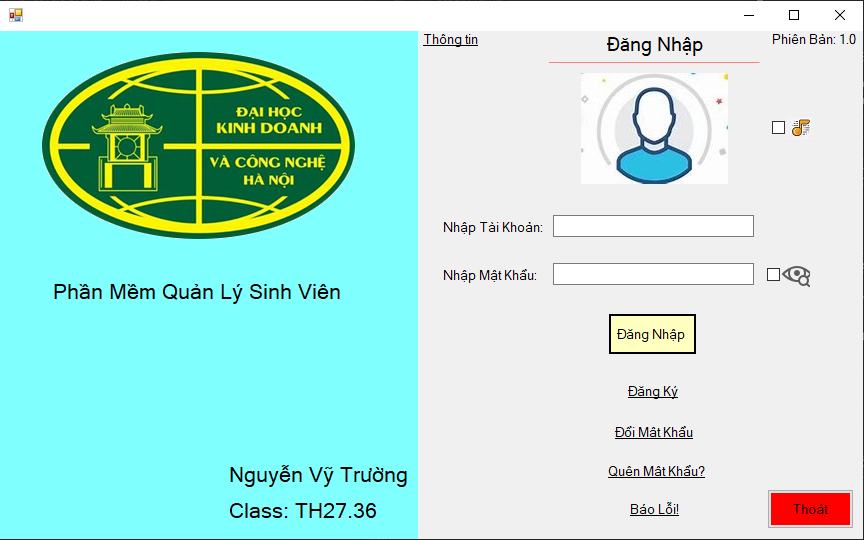 ĐẠI HỌC
KINH DOANH
VÀ CÔNG NGHỆ
HÀ NỘI
Phần Mềm Quản Lý Sinh Viên
Nguyễn Vỹ Trường
Class: TH27.36
Thông tin
Đăng Nhập
Phiên Bản: 1.0
Nhập Tài Khoản:
Nhập Mật Khẩu:
Đăng Nhập
Đăng Ký
Đổi Mật Khẩu
Quên Mật Khẩu?
Báo Lỗi!
Thoát